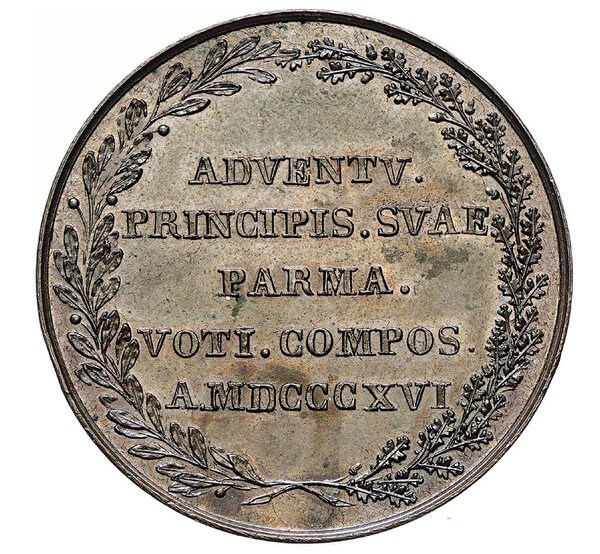 ADVENTV.
PRINCIPIS.SVAE
PARMA.
VOTI.COMPOS.
A.MDCCCXVI